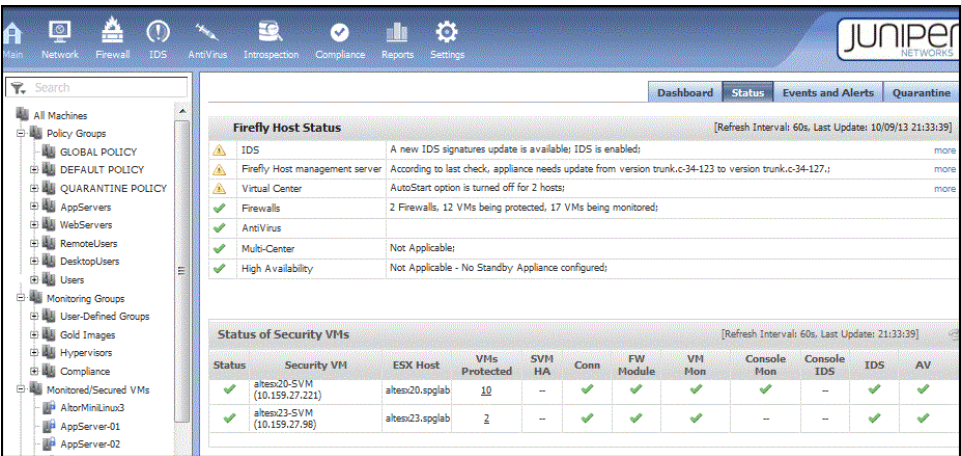 Main Network Firewall IDS AntiVirus Introspection Compliance Reports Settings
JUNIPER
NETWORKS
Search
All Machines
Policy Groups
GLOBAL POLICY
DEFAULT POLICY
QUARANTINE POLICY
AppServers
WebServers
RemoteUsers
DesktopUsers
Users
Monitoring Groups
User-Defined Groups
Gold Images
Hypervisors
Compliance
Monitored/Secured VMs
AltorMiniLinux3
AppServer-01
AppServer-02
Dashboard Status Events and Alerts Quarantine
Firefly Host Status [Refresh Interval: 60s, Last Update: 10/09/13 21:33:39]
IDS A new IDS signatures update is available; IDS is enabled; more
Firefly Host management server According to last check, appliance needs update from version trunk.c-34-123 to version trunk.c-34-127.; more
Virtual Center AutoStart option is turned off for 2 hosts; more
Firewalls 2 Firewalls, 12 VMs being protected, 17 VMs being monitored;
AntiVirus
Multi-Center Not Applicable;
High Availability Not Applicable - No Standby Appliance configured;
Status of Security VMs [Refresh Interval: 60s, Last Update: 21:33:39]
Status Security VM ESX Host VMs Protected SVM HA Conn FW Module VM Mon Console Mon Console IDS IDS AV
altesx20-SVM
(10.159.27.221) altesx20.spglab 10 -- --
altesx23-SVM
(10.159.27.98) altesx23.spglab 2 -- -- --